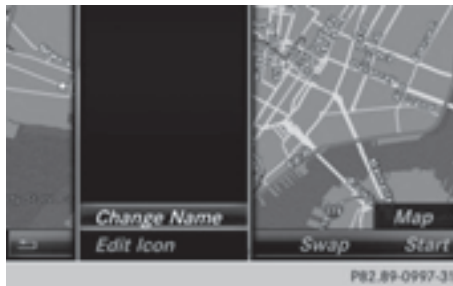 Change Name
Map
Edit Icon
Swap
Start
P82.89-0997-31